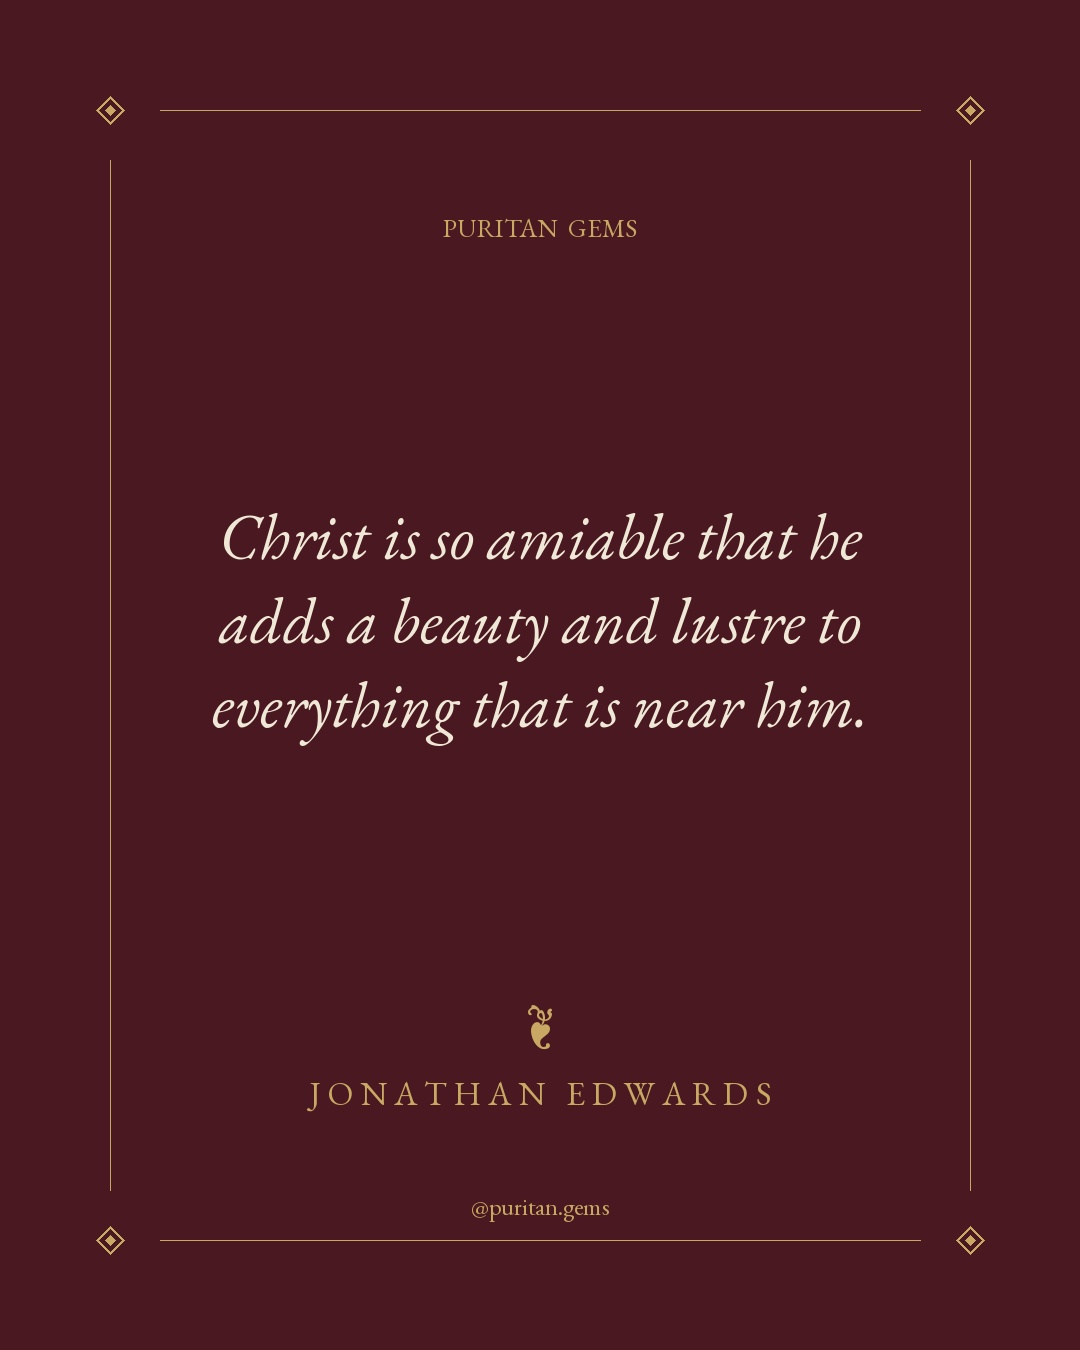 PURITAN GEMS
Christ is so amiable that he
adds a beauty and lustre to
everything that is near him.
JONATHAN EDWARDS
@puritan.gems